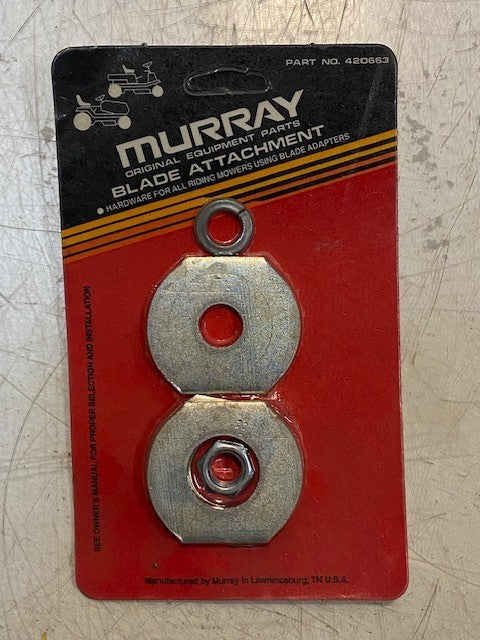 PART NO. 420663
MURRAY
ORIGINAL EQUIPMENT PARTS
BLADE ATTACHMENT
● HARDWARE FOR ALL RIDING MOWERS USING BLADE ADAPTERS
SEE OWNER'S MANUAL FOR PROPER SELECTION AND INSTALLATION
Manufactured by Murray in Lawrenceburg, TN U.S.A.